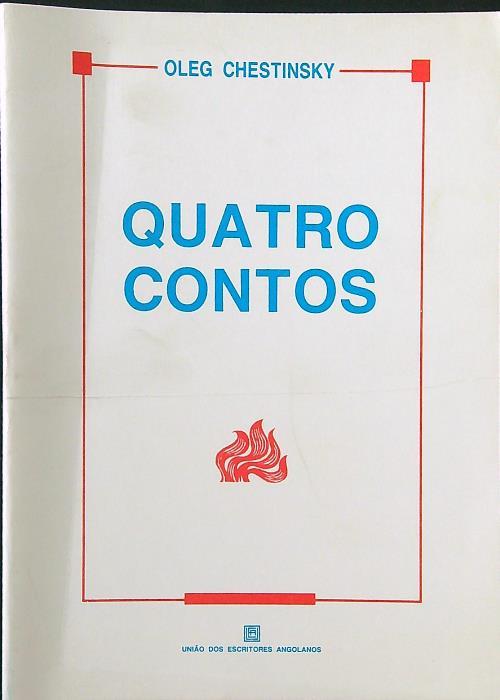 OLEG CHESTINSKY
QUATRO
CONTOS
UNIÃO DOS ESCRITORES ANGOLANOS